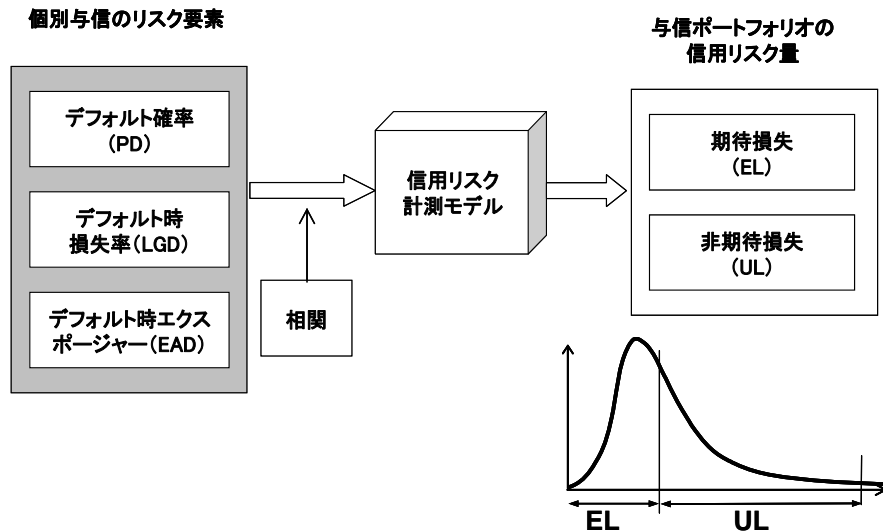 個別与信のリスク要素
デフォルト確率
(PD)
デフォルト時
損失率(LGD)
デフォルト時エクス
ポージャー(EAD)
相関
信用リスク
計測モデル
与信ポートフォリオの
信用リスク量
期待損失
(EL)
非期待損失
(UL)
EL
UL